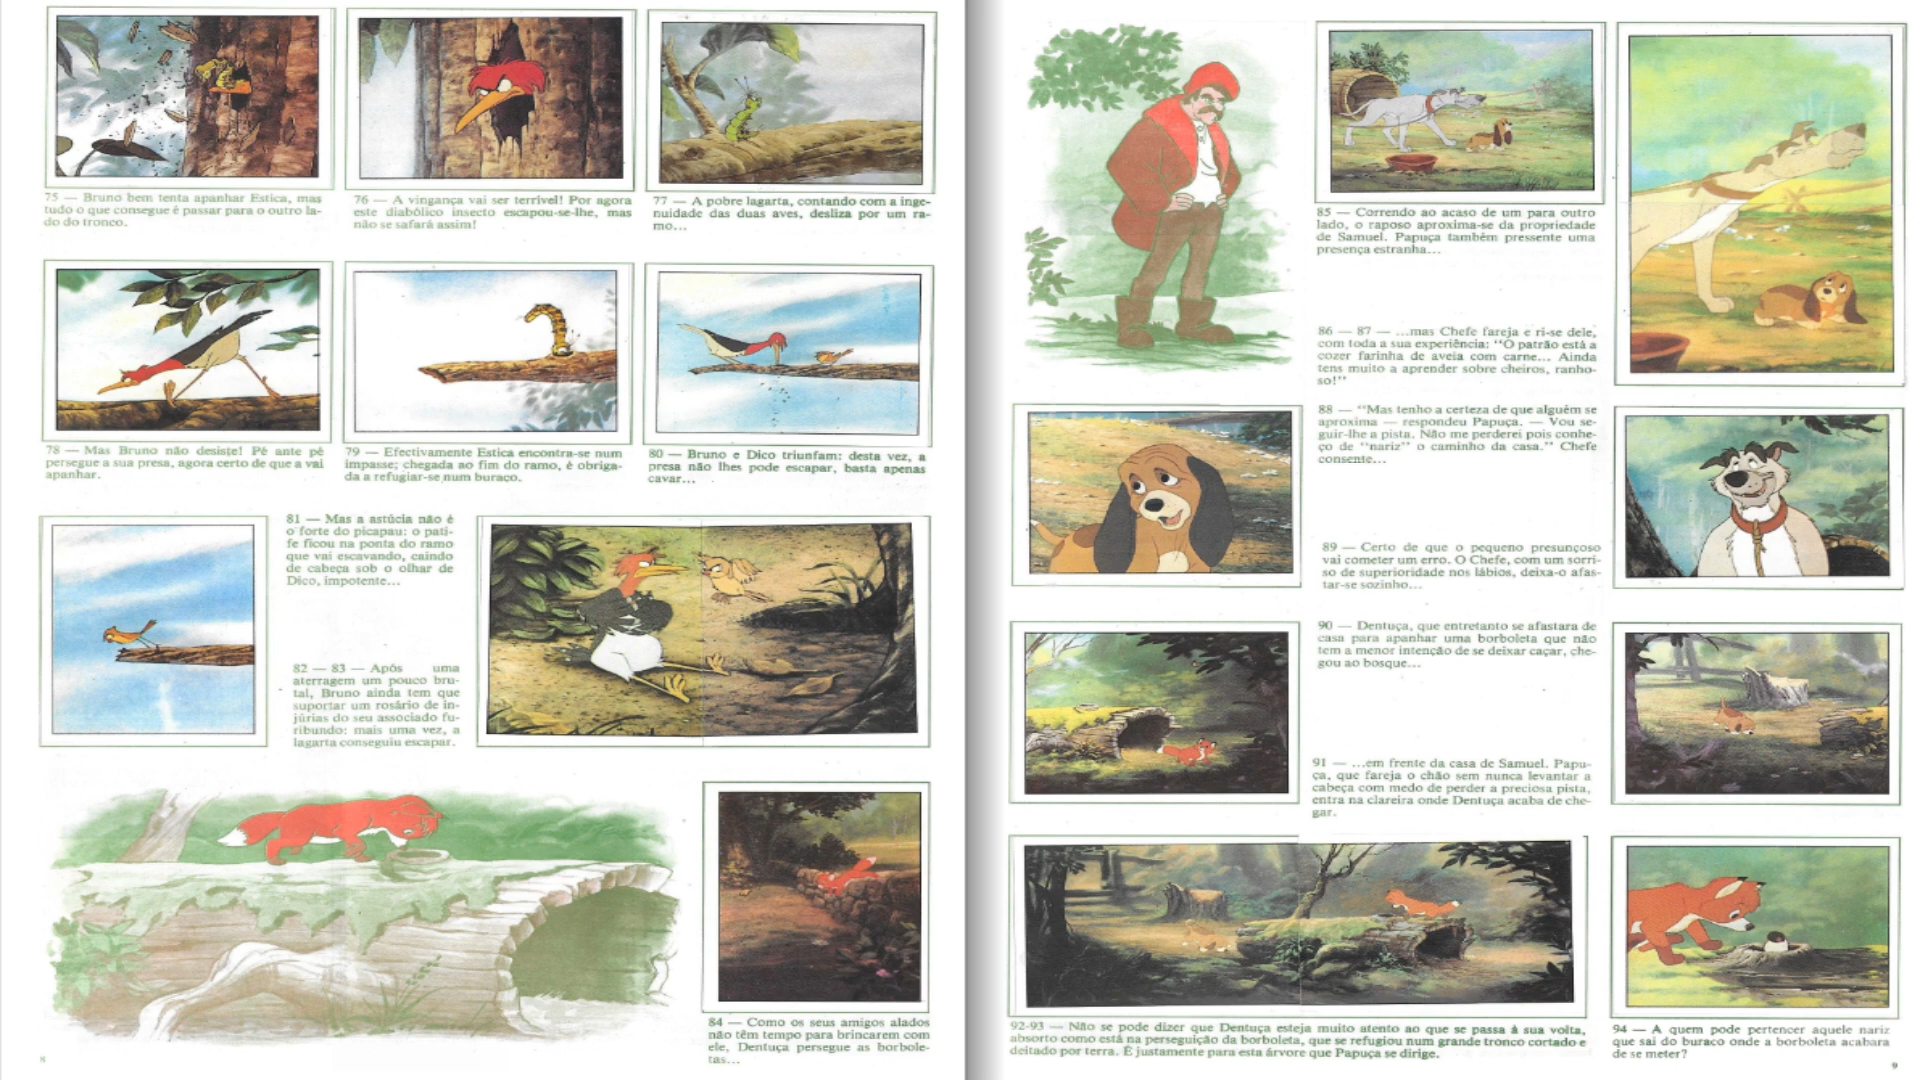 75 — Bruno bem tenta apanhar Estica, mas
tudo o que consegue é passar para o outro la-
do do tronco.
76 — A vingança vai ser terrível! Por agora
este diabólico insecto escapou-se-lhe, mas
não se safará assim!
77 — A pobre lagarta, contando com a inge-
nuidade das duas aves, desliza por um ra-
mo...
78 — Mas Bruno não desiste! Pé ante pé
persegue a sua presa, agora certo de que a vai
apanhar.
79 — Efectivamente Estica encontra-se num
impasse; chegada ao fim do ramo, é obriga-
da a refugiar-se num buraco.
80 — Bruno e Dico triunfam: desta vez, a
presa não lhes pode escapar, basta apenas
cavar...
81 — Mas a astúcia não é
o forte do picapau: o pati-
fe ficou na ponta do ramo
que vai escavando, caindo
de cabeça sob o olhar de
Dico, impotente...
82 — 83 — Após uma
aterragem um pouco bru-
tal, Bruno ainda tem que
suportar um rosário de in-
júrias do seu associado fu-
ribundo: mais uma vez, a
lagarta conseguiu escapar.
84 — Como os seus amigos alados
não têm tempo para brincarem com
ele, Dentuça persegue as borbole-
tas...
8
85 — Correndo ao acaso de um para outro
lado, o raposo aproxima-se da propriedade
de Samuel. Papuça também pressente uma
presença estranha...
86 — 87 — ...mas Chefe fareja e ri-se dele,
com toda a sua experiência: "O patrão está a
cozer farinha de aveia com carne... Ainda
tens muito a aprender sobre cheiros, ranho-
so!"
88 — "Mas tenho a certeza de que alguém se
aproxima — respondeu Papuça. — Vou se-
guir-lhe a pista. Não me perderei pois conhe-
ço de "nariz" o caminho da casa." Chefe
consente...
89 — Certo de que o pequeno presunçoso
vai cometer um erro. O Chefe, com um sorri-
so de superioridade nos lábios, deixa-o afas-
tar-se sozinho...
90 — Dentuça, que entretanto se afastara de
casa para apanhar uma borboleta que não
tem a menor intenção de se deixar caçar, che-
gou ao bosque...
91 — ...em frente da casa de Samuel. Papu-
ça, que fareja o chão sem nunca levantar a
cabeça com medo de perder a preciosa pista,
entra na clareira onde Dentuça acaba de che-
gar.
92-93 — Não se pode dizer que Dentuça esteja muito atento ao que se passa à sua volta,
absorto como está na perseguição da borboleta, que se refugiou num grande tronco cortado e
deitado por terra. É justamente para esta árvore que Papuça se dirige.
94 — A quem pode pertencer aquele nariz
que sai do buraco onde a borboleta acabara
de se meter?
9